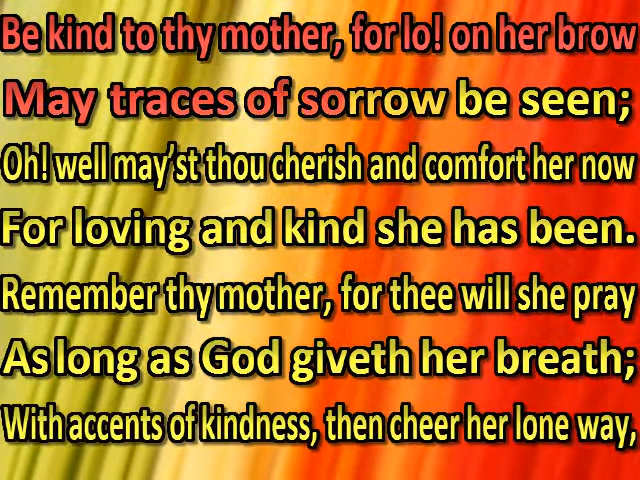 Be kind to thy mother, for lo! on her brow
May traces of sorrow be seen;
Oh! well may'st thou cherish and comfort her now
For loving and kind she has been.
Remember thy mother, for thee will she pray
As long as God giveth her breath;
With accents of kindness, then cheer her lone way,